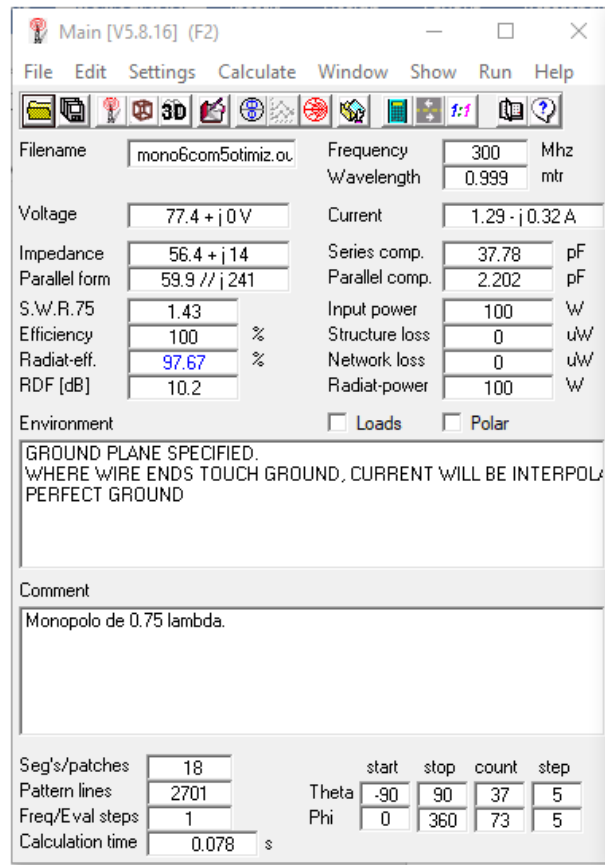 Main [V5.8.16] (F2)
File Edit Settings Calculate Window Show Run Help
3D 1:1 ?
Filename mono6com5otimiz.ou Frequency 300 Mhz
Wavelength 0.999 mtr
Voltage 77.4 + j 0 V Current 1.29 - j 0.32 A
Impedance 56.4 + j 14 Series comp. 37.78 pF
Parallel form 59.9 // j 241 Parallel comp. 2.202 pF
S.W.R.75 1.43 Input power 100 W
Efficiency 100 % Structure loss 0 uW
Radiat-eff. 97.67 % Network loss 0 uW
RDF [dB] 10.2 Radiat-power 100 W
Environment Loads Polar
GROUND PLANE SPECIFIED.
WHERE WIRE ENDS TOUCH GROUND, CURRENT WILL BE INTERPOLA
PERFECT GROUND
Comment
Monopolo de 0.75 lambda.
Seg's/patches 18 start stop count step
Pattern lines 2701 Theta -90 90 37 5
Freq/Eval steps 1 Phi 0 360 73 5
Calculation time 0.078 s